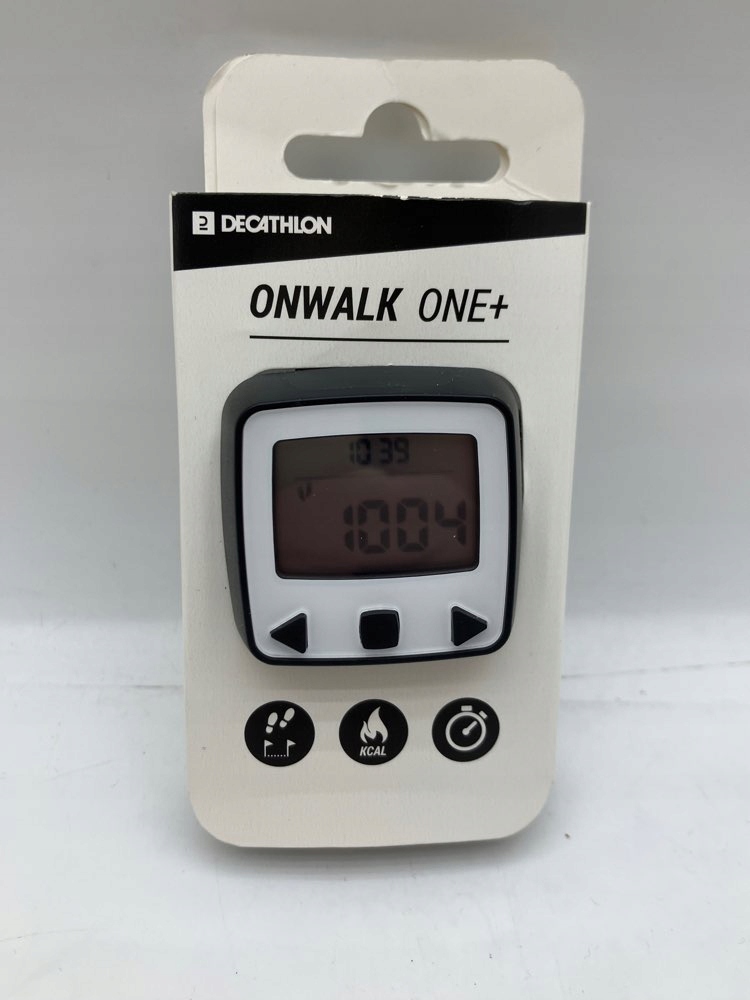 DECATHLON
ONWALK ONE+
10 39
1004
KCAL